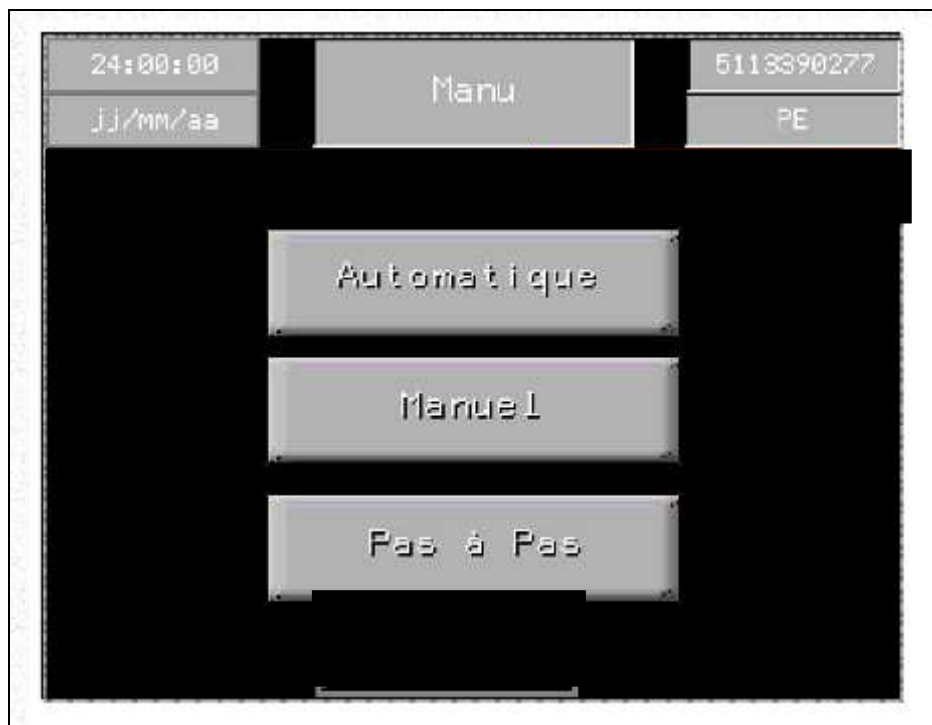 24:00:00
Manu
5113390277
jj/mm/aa
PE
Automatique
Manuel
Pas à Pas